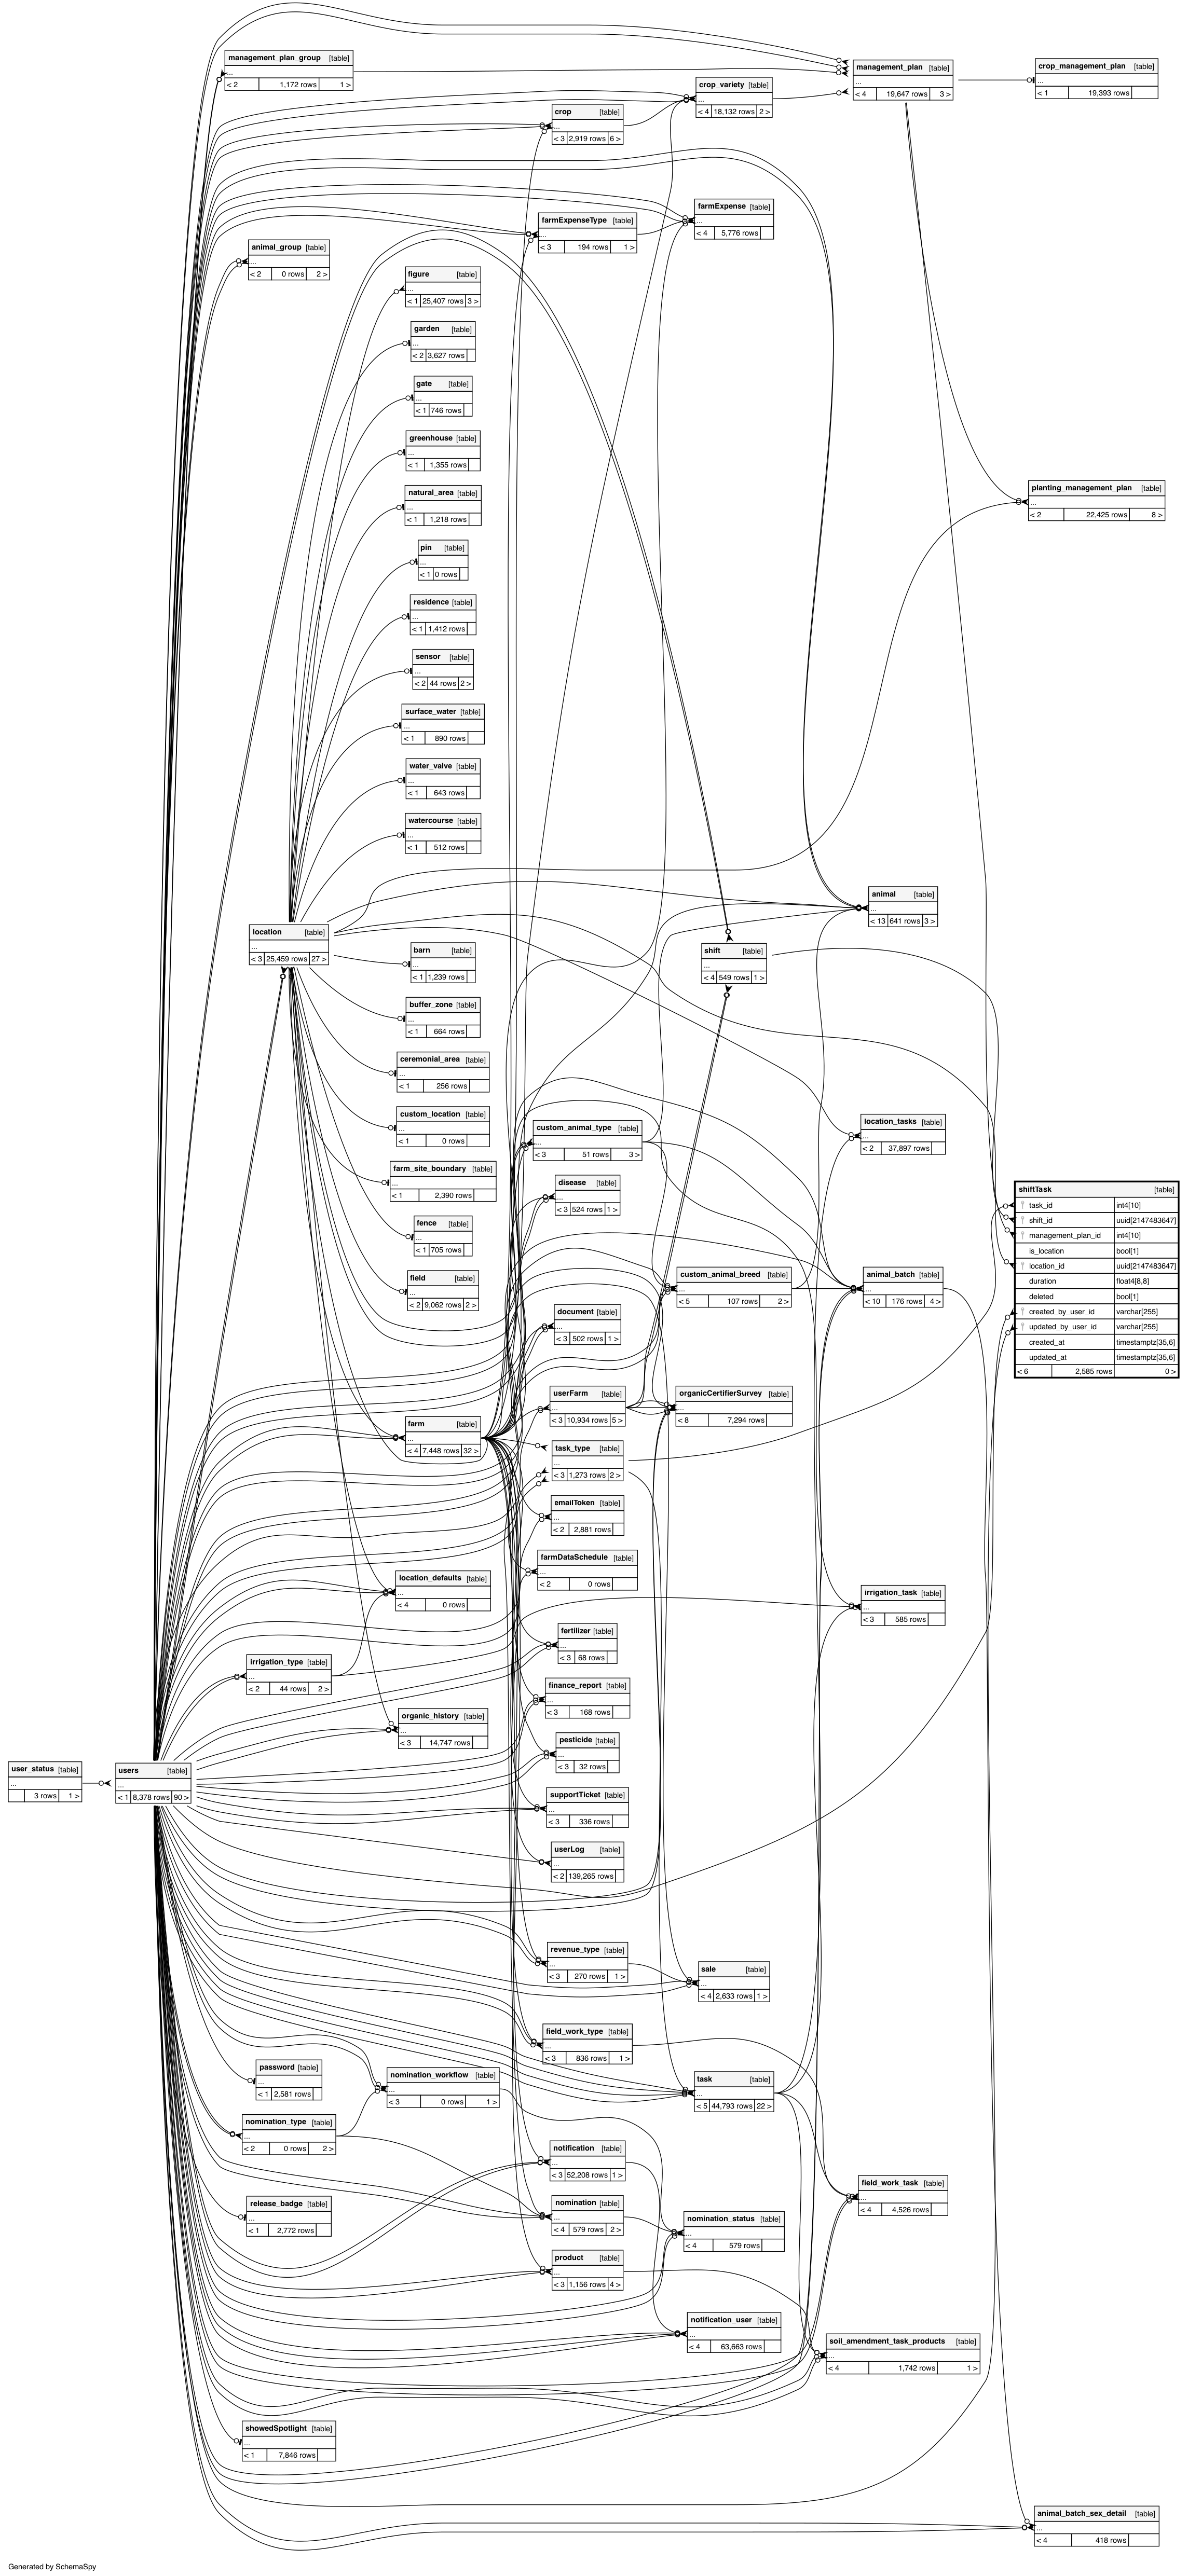 management_plan_group [table]
...
< 2 1,172 rows 1 >
management_plan [table]
...
< 4 19,647 rows 3 >
crop_management_plan [table]
...
< 1 19,393 rows
crop_variety [table]
...
< 4 18,132 rows 2 >
crop [table]
...
< 3 2,919 rows 6 >
farmExpense [table]
...
< 4 5,776 rows
farmExpenseType [table]
...
< 3 194 rows 1 >
animal_group [table]
...
< 2 0 rows 2 >
figure [table]
...
< 1 25,407 rows 3 >
garden [table]
...
< 2 3,627 rows
gate [table]
...
< 1 746 rows
greenhouse [table]
...
< 1 1,355 rows
natural_area [table]
...
< 1 1,218 rows
planting_management_plan [table]
...
< 2 22,425 rows 8 >
pin [table]
...
< 1 0 rows
residence [table]
...
< 1 1,412 rows
sensor [table]
...
< 2 44 rows 2 >
surface_water [table]
...
< 1 890 rows
water_valve [table]
...
< 1 643 rows
watercourse [table]
...
< 1 512 rows
animal [table]
...
< 13 641 rows 3 >
location [table]
...
< 3 25,459 rows 27 >
barn [table]
...
< 1 1,239 rows
shift [table]
...
< 4 549 rows 1 >
buffer_zone [table]
...
< 1 664 rows
ceremonial_area [table]
...
< 1 256 rows
custom_location [table]
...
< 1 0 rows
custom_animal_type [table]
...
< 3 51 rows 3 >
location_tasks [table]
...
< 2 37,897 rows
farm_site_boundary [table]
...
< 1 2,390 rows
disease [table]
...
< 3 524 rows 1 >
shiftTask [table]
task_id int4[10]
shift_id uuid[2147483647]
management_plan_id int4[10]
is_location bool[1]
location_id uuid[2147483647]
duration float4[8,8]
deleted bool[1]
created_by_user_id varchar[255]
updated_by_user_id varchar[255]
created_at timestamptz[35,6]
updated_at timestamptz[35,6]
< 6 2,585 rows 0 >
fence [table]
...
< 1 705 rows
field [table]
...
< 2 9,062 rows 2 >
custom_animal_breed [table]
...
< 5 107 rows 2 >
animal_batch [table]
...
< 10 176 rows 4 >
document [table]
...
< 3 502 rows 1 >
userFarm [table]
...
< 3 10,934 rows 5 >
organicCertifierSurvey [table]
...
< 8 7,294 rows
farm [table]
...
< 4 7,448 rows 32 >
task_type [table]
...
< 3 1,273 rows 2 >
emailToken [table]
...
< 2 2,881 rows
farmDataSchedule [table]
...
< 2 0 rows
location_defaults [table]
...
< 4 0 rows
irrigation_task [table]
...
< 3 585 rows
fertilizer [table]
...
< 3 68 rows
irrigation_type [table]
...
< 2 44 rows 2 >
finance_report [table]
...
< 3 168 rows
organic_history [table]
...
< 3 14,747 rows
pesticide [table]
...
< 3 32 rows
user_status [table]
...
3 rows 1 >
users [table]
...
< 1 8,378 rows 90 >
supportTicket [table]
...
< 3 336 rows
userLog [table]
...
< 2 139,265 rows
revenue_type [table]
...
< 3 270 rows 1 >
sale [table]
...
< 4 2,633 rows 1 >
field_work_type [table]
...
< 3 836 rows 1 >
password [table]
...
< 1 2,581 rows
nomination_workflow [table]
...
< 3 0 rows 1 >
task [table]
...
< 5 44,793 rows 22 >
nomination_type [table]
...
< 2 0 rows 2 >
notification [table]
...
< 3 52,208 rows 1 >
field_work_task [table]
...
< 4 4,526 rows
release_badge [table]
...
< 1 2,772 rows
nomination [table]
...
< 4 579 rows 2 >
nomination_status [table]
...
< 4 579 rows
product [table]
...
< 3 1,156 rows 4 >
notification_user [table]
...
< 4 63,663 rows
soil_amendment_task_products [table]
...
< 4 1,742 rows 1 >
showedSpotlight [table]
...
< 1 7,846 rows
animal_batch_sex_detail [table]
...
< 4 418 rows
Generated by SchemaSpy